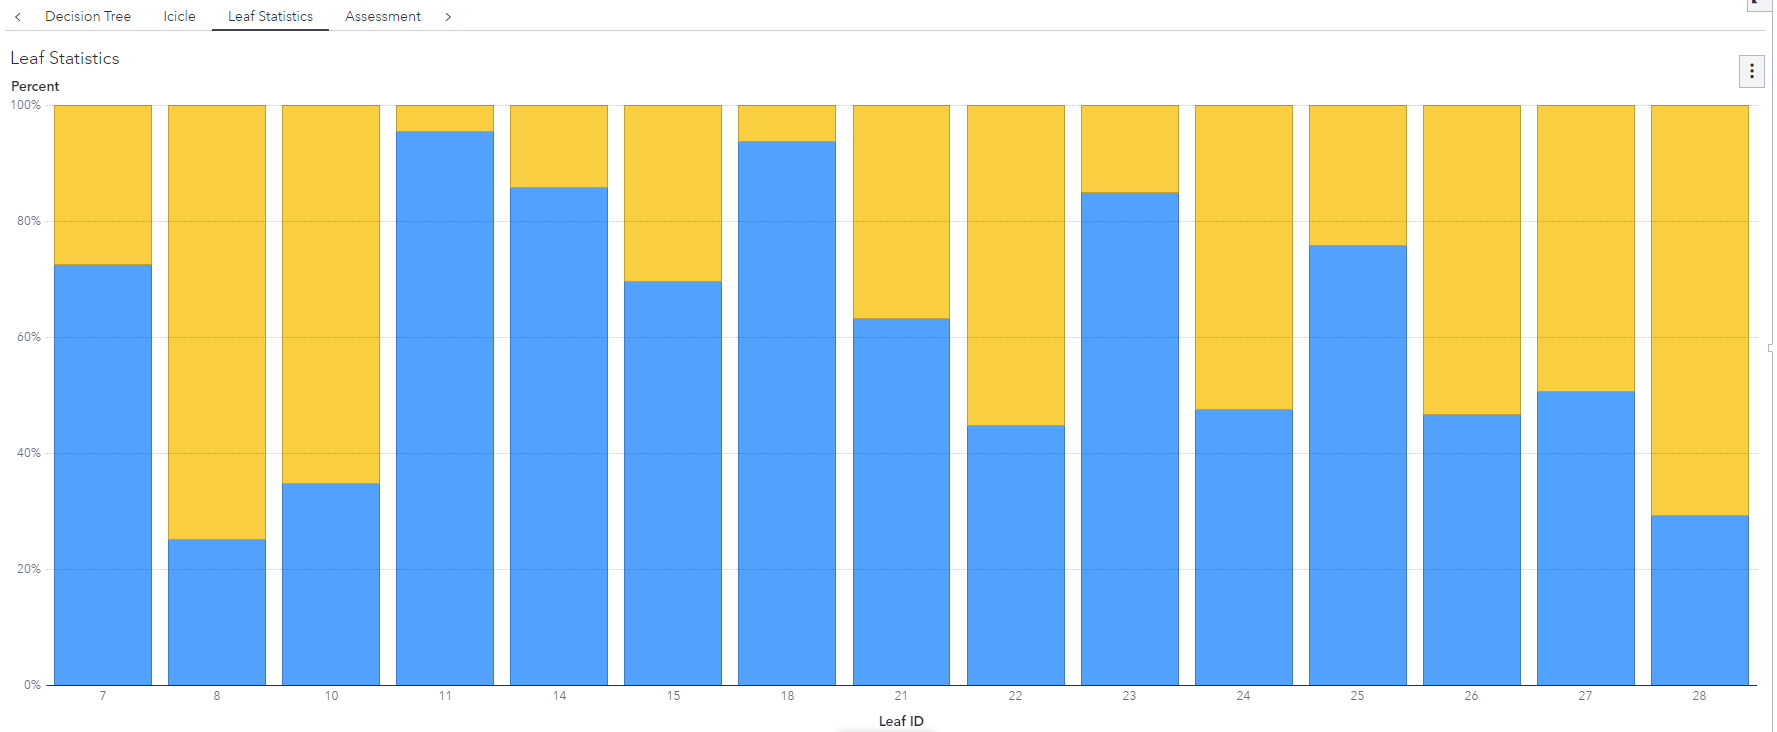 Decision Tree Icicle Leaf Statistics Assessment
Leaf Statistics
Percent
100%
80%
60%
40%
20%
0%
7 8 10 11 14 15 18 21 22 23 24 25 26 27 28
Leaf ID